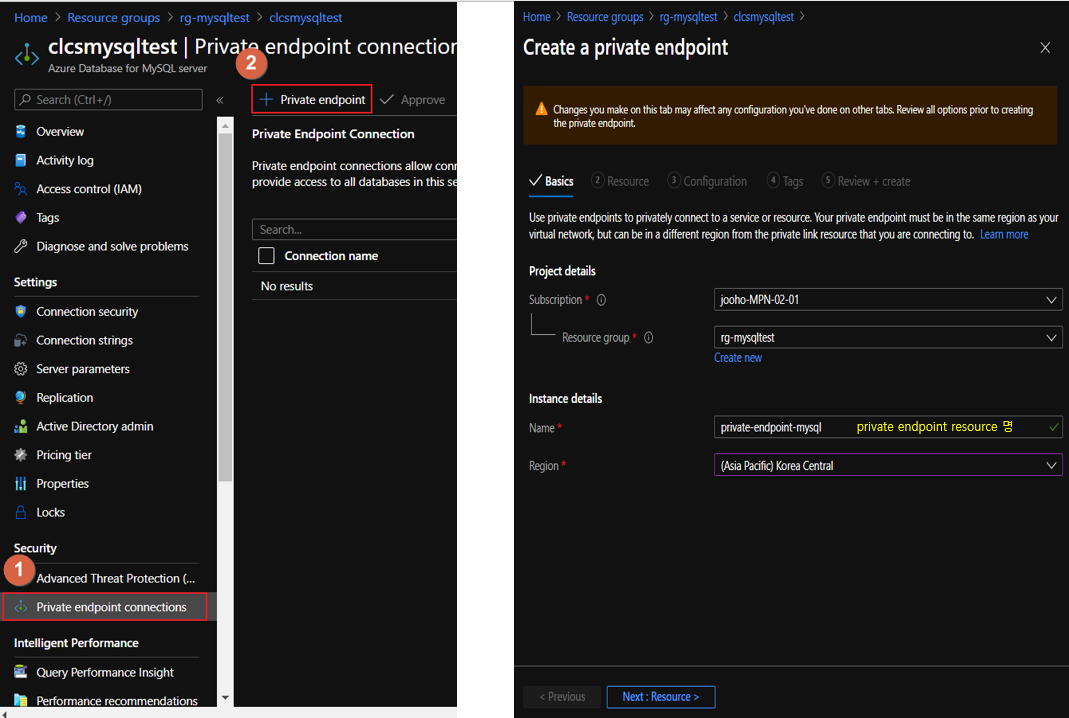 Home > Resource groups > rg-mysqltest > clcsmysqltest
clcsmysqltest | Private endpoint connection
Azure Database for MySQL server
2
Search (Ctrl+/)
«
+ Private endpoint
Approve
Overview
Activity log
Access control (IAM)
Tags
Diagnose and solve problems
Settings
Connection security
Connection strings
Server parameters
Replication
Active Directory admin
Pricing tier
Properties
Locks
Security
1
Advanced Threat Protection (...
Private endpoint connections
Intelligent Performance
Query Performance Insight
Performance recommendations
Private Endpoint Connection
Private endpoint connections allow con
provide access to all databases in this se
Search...
Connection name
No results
Home > Resource groups > rg-mysqltest > clcsmysqltest >
Create a private endpoint
Changes you make on this tab may affect any configuration you've done on other tabs. Review all options prior to creating
the private endpoint.
Basics
2 Resource
3 Configuration
4 Tags
5 Review + create
Use private endpoints to privately connect to a service or resource. Your private endpoint must be in the same region as your
virtual network, but can be in a different region from the private link resource that you are connecting to. Learn more
Project details
Subscription *
jooho-MPN-02-01
Resource group *
rg-mysqltest
Create new
Instance details
Name *
private-endpoint-mysql
private endpoint resource 명
Region *
(Asia Pacific) Korea Central
< Previous
Next : Resource >